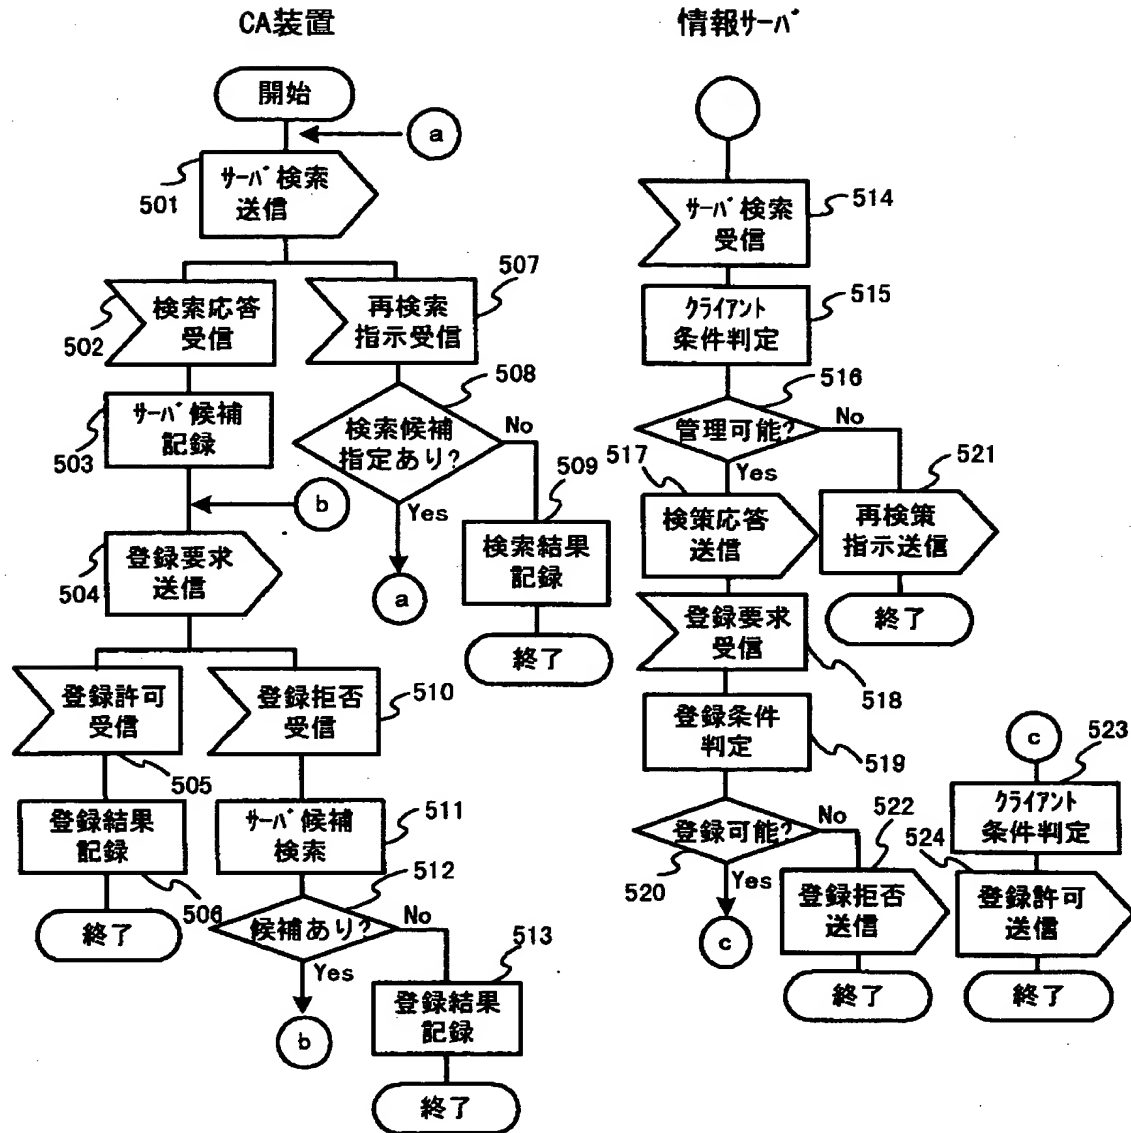 CA装置
開始
a
501
サーバ検索
送信
502
検索応答
受信
507
再検索
指示受信
503
サーバ候補
記録
508
検索候補
指定あり?
No
Yes
a
509
検索結果
記録
終了
b
504
登録要求
送信
登録許可
受信
505
登録結果
記録
506
終了
登録拒否
受信
510
サーバ候補
検索
511
512
候補あり?
No
Yes
b
513
登録結果
記録
終了
情報サーバ
サーバ検索
受信
514
クライアント
条件判定
515
516
管理可能?
No
Yes
517
検策応答
送信
521
再検策
指示送信
終了
登録要求
受信
518
登録条件
判定
519
登録可能?
520
No
Yes
c
522
登録拒否
送信
終了
c
523
クライアント
条件判定
524
登録許可
送信
終了